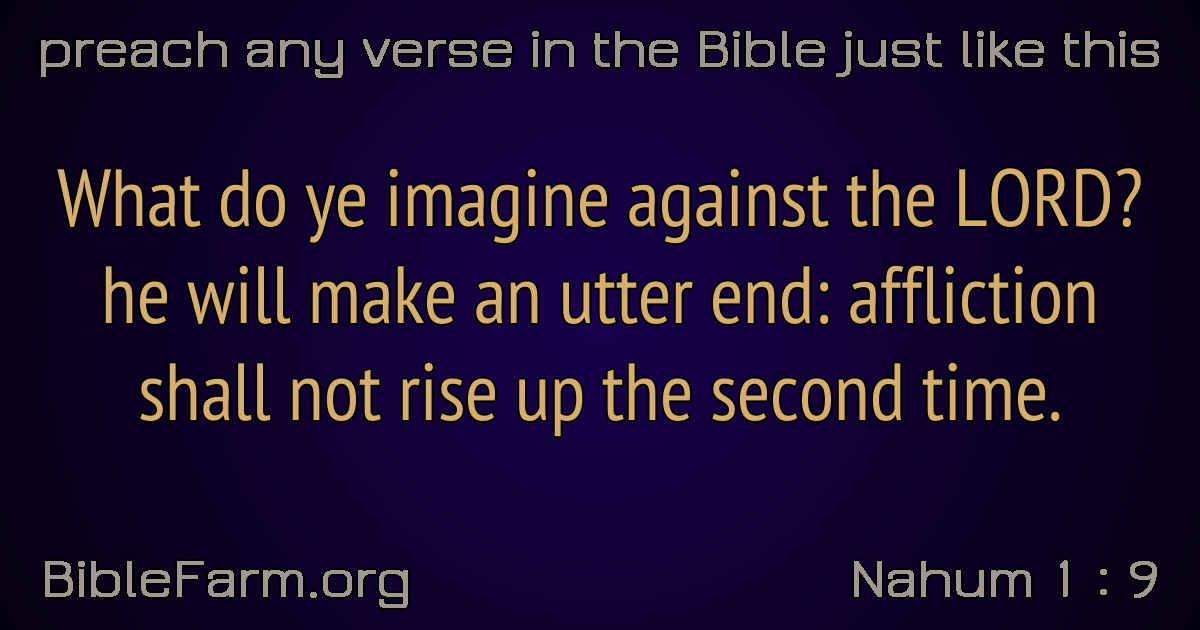 preach any verse in the Bible just like this
What do ye imagine against the LORD?
he will make an utter end: affliction
shall not rise up the second time.
BibleFarm.org
Nahum 1 : 9